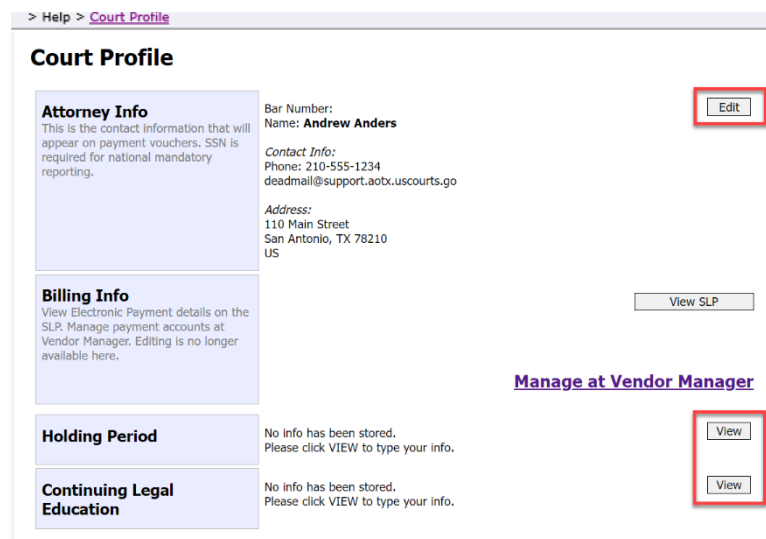 > Help > Court Profile
Court Profile
Attorney Info
This is the contact information that will
appear on payment vouchers. SSN is
required for national mandatory
reporting.
Bar Number:
Name: Andrew Anders
Contact Info:
Phone: 210-555-1234
deadmail@support.aotx.uscourts.go
Address:
110 Main Street
San Antonio, TX 78210
US
Edit
Billing Info
View Electronic Payment details on the
SLP. Manage payment accounts at
Vendor Manager. Editing is no longer
available here.
View SLP
Manage at Vendor Manager
Holding Period
No info has been stored.
Please click VIEW to type your info.
View
Continuing Legal
Education
No info has been stored.
Please click VIEW to type your info.
View